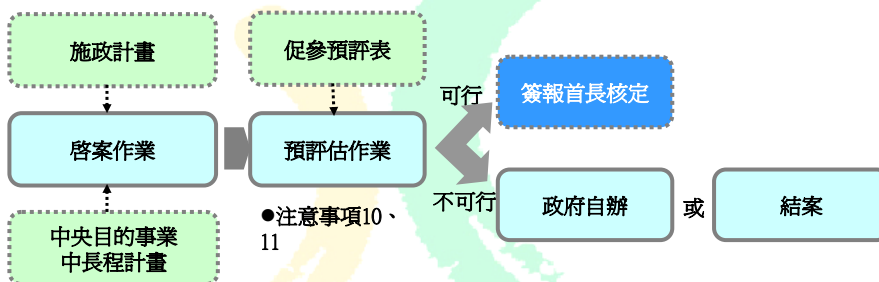 施政計畫
促參預評表
可行
簽報首長核定
啓案作業
預評估作業
不可行
政府自辦
或
結案
●注意事項10、
11
中央目的事業
中長程計畫